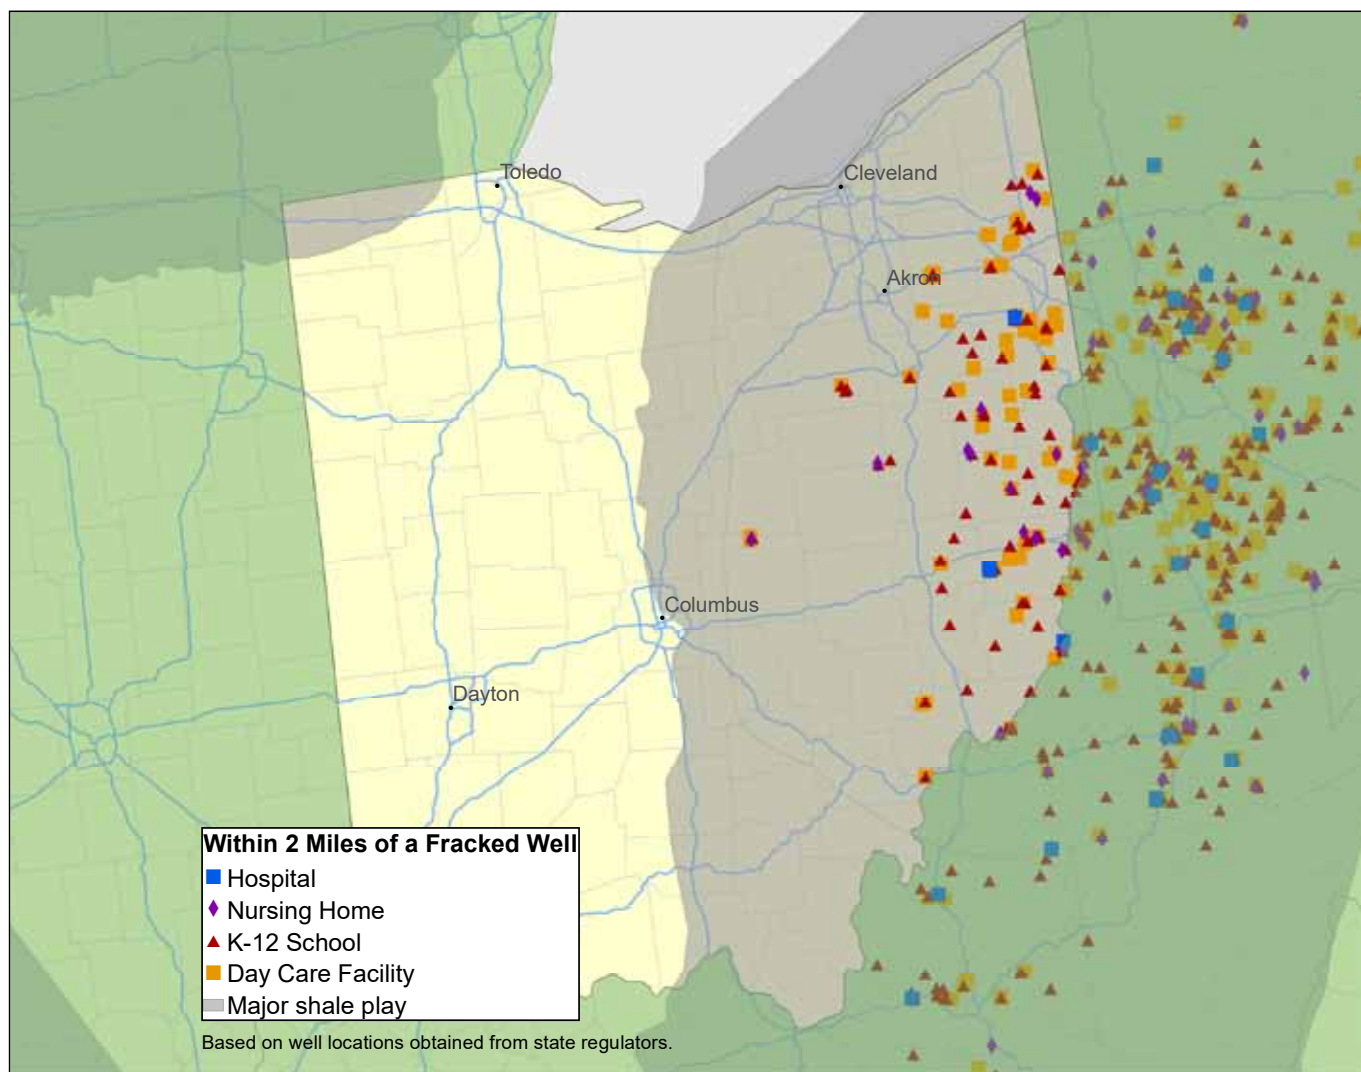 Toledo
Cleveland
Akron
Columbus
Dayton
Within 2 Miles of a Fracked Well
Hospital
Nursing Home
K-12 School
Day Care Facility
Major shale play
Based on well locations obtained from state regulators.